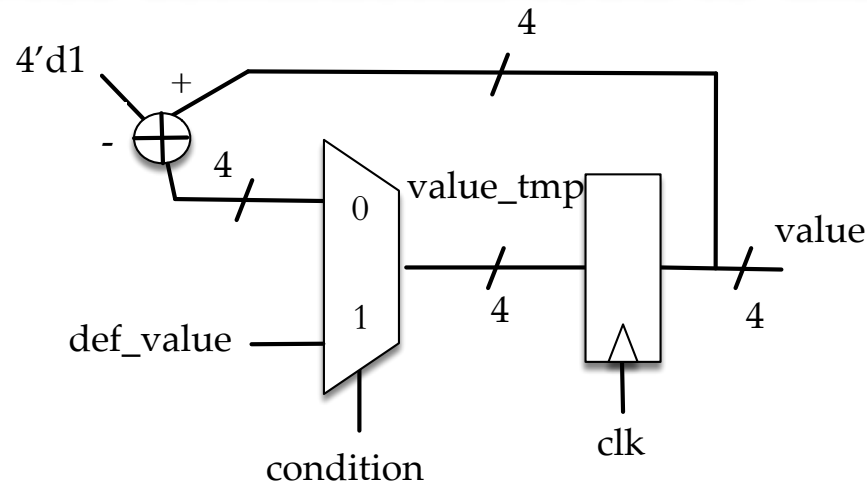 4
4’d1
+
-
4
0
value_tmp
value
1
4
4
def_value
clk
condition